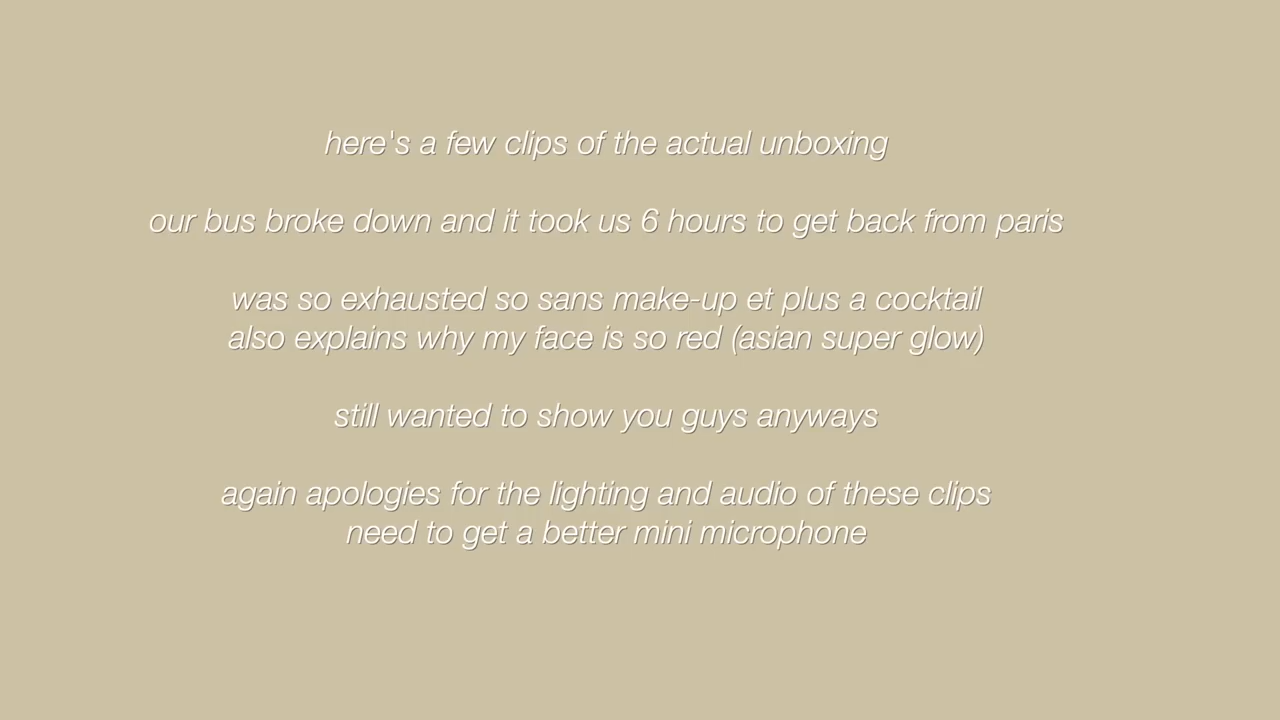 here's a few clips of the actual unboxing
our bus broke down and it took us 6 hours to get back from paris
was so exhausted so sans make-up et plus a cocktail
also explains why my face is so red (asian super glow)
still wanted to show you guys anyways
again apologies for the lighting and audio of these clips
need to get a better mini microphone